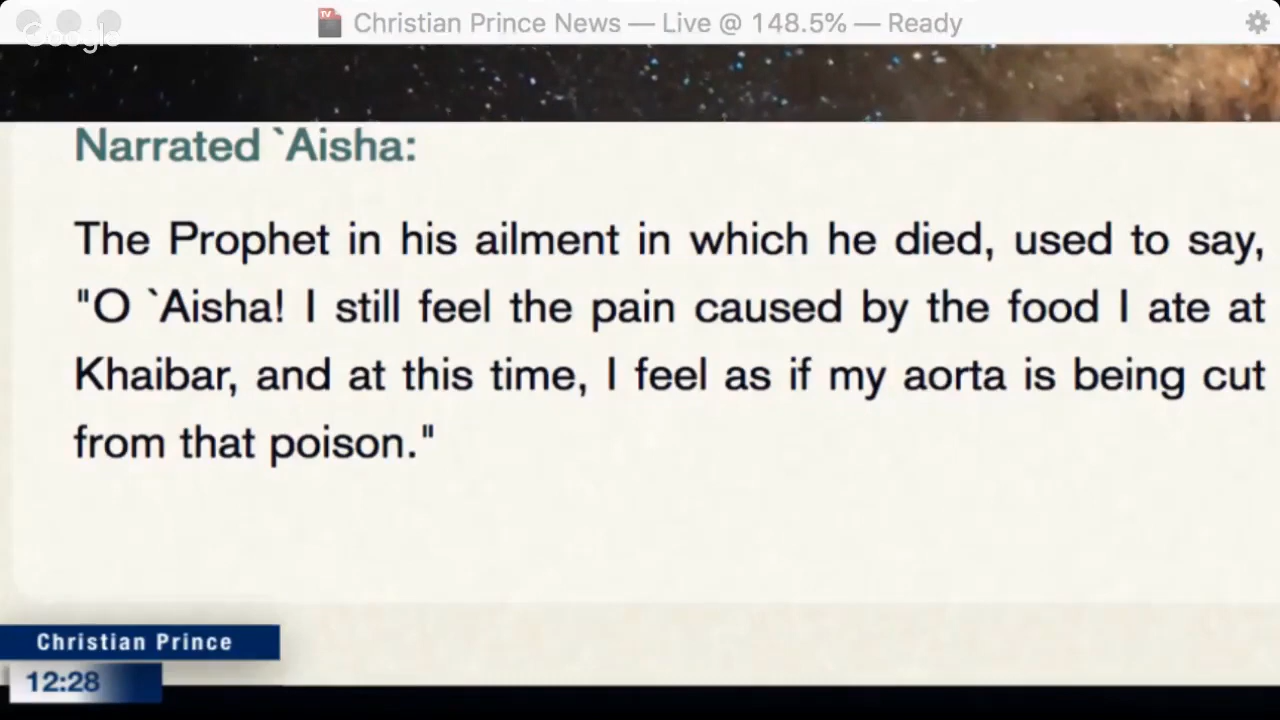 Christian Prince News — Live @ 148.5% — Ready
Google
Narrated `Aisha:
The Prophet in his ailment in which he died, used to say,
"O `Aisha! I still feel the pain caused by the food I ate at
Khaibar, and at this time, I feel as if my aorta is being cut
from that poison."
Christian Prince
12:28